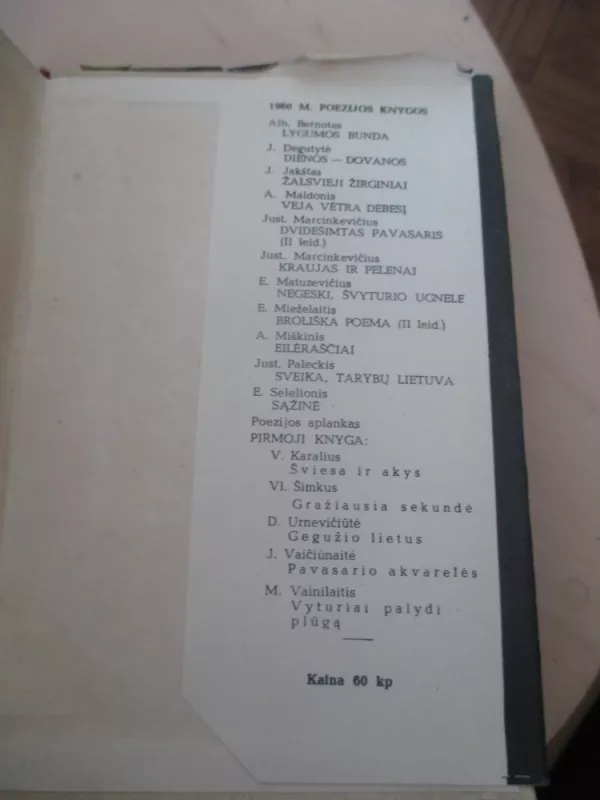 1960 M. POEZIJOS KNYGOS
Alb. Bernotas
LYGUMOS BUNDA
J. Degutytė
DIENOS — DOVANOS
J. Jakštas
ŽALSVIEJI ŽIRGINIAI
A. Maldonis
VEJA VĖTRA DEBESĮ
Just. Marcinkevičius
DVIDEŠIMTAS PAVASARIS
(II leid.)
Just. Marcinkevičius
KRAUJAS IR PELENAI
E. Matuzevičius
NEGESKI, ŠVYTURIO UGNELE
E. Mieželaitis
BROLIŠKA POEMA (II leid.)
A. Miškinis
EILĖRAŠČIAI
Just. Paleckis
SVEIKA, TARYBŲ LIETUVA
E. Selelionis
SĄŽINĖ
Poezijos aplankas
PIRMOJI KNYGA:
V. Karalius
Šviesa ir akys
Vl. Šimkus
Gražiausia sekundė
D. Urnevičiūtė
Gegužio lietus
J. Vaičiūnaitė
Pavasario akvarelės
M. Vainilaitis
Vyturiai palydi
plūgą
Kaina 60 kp